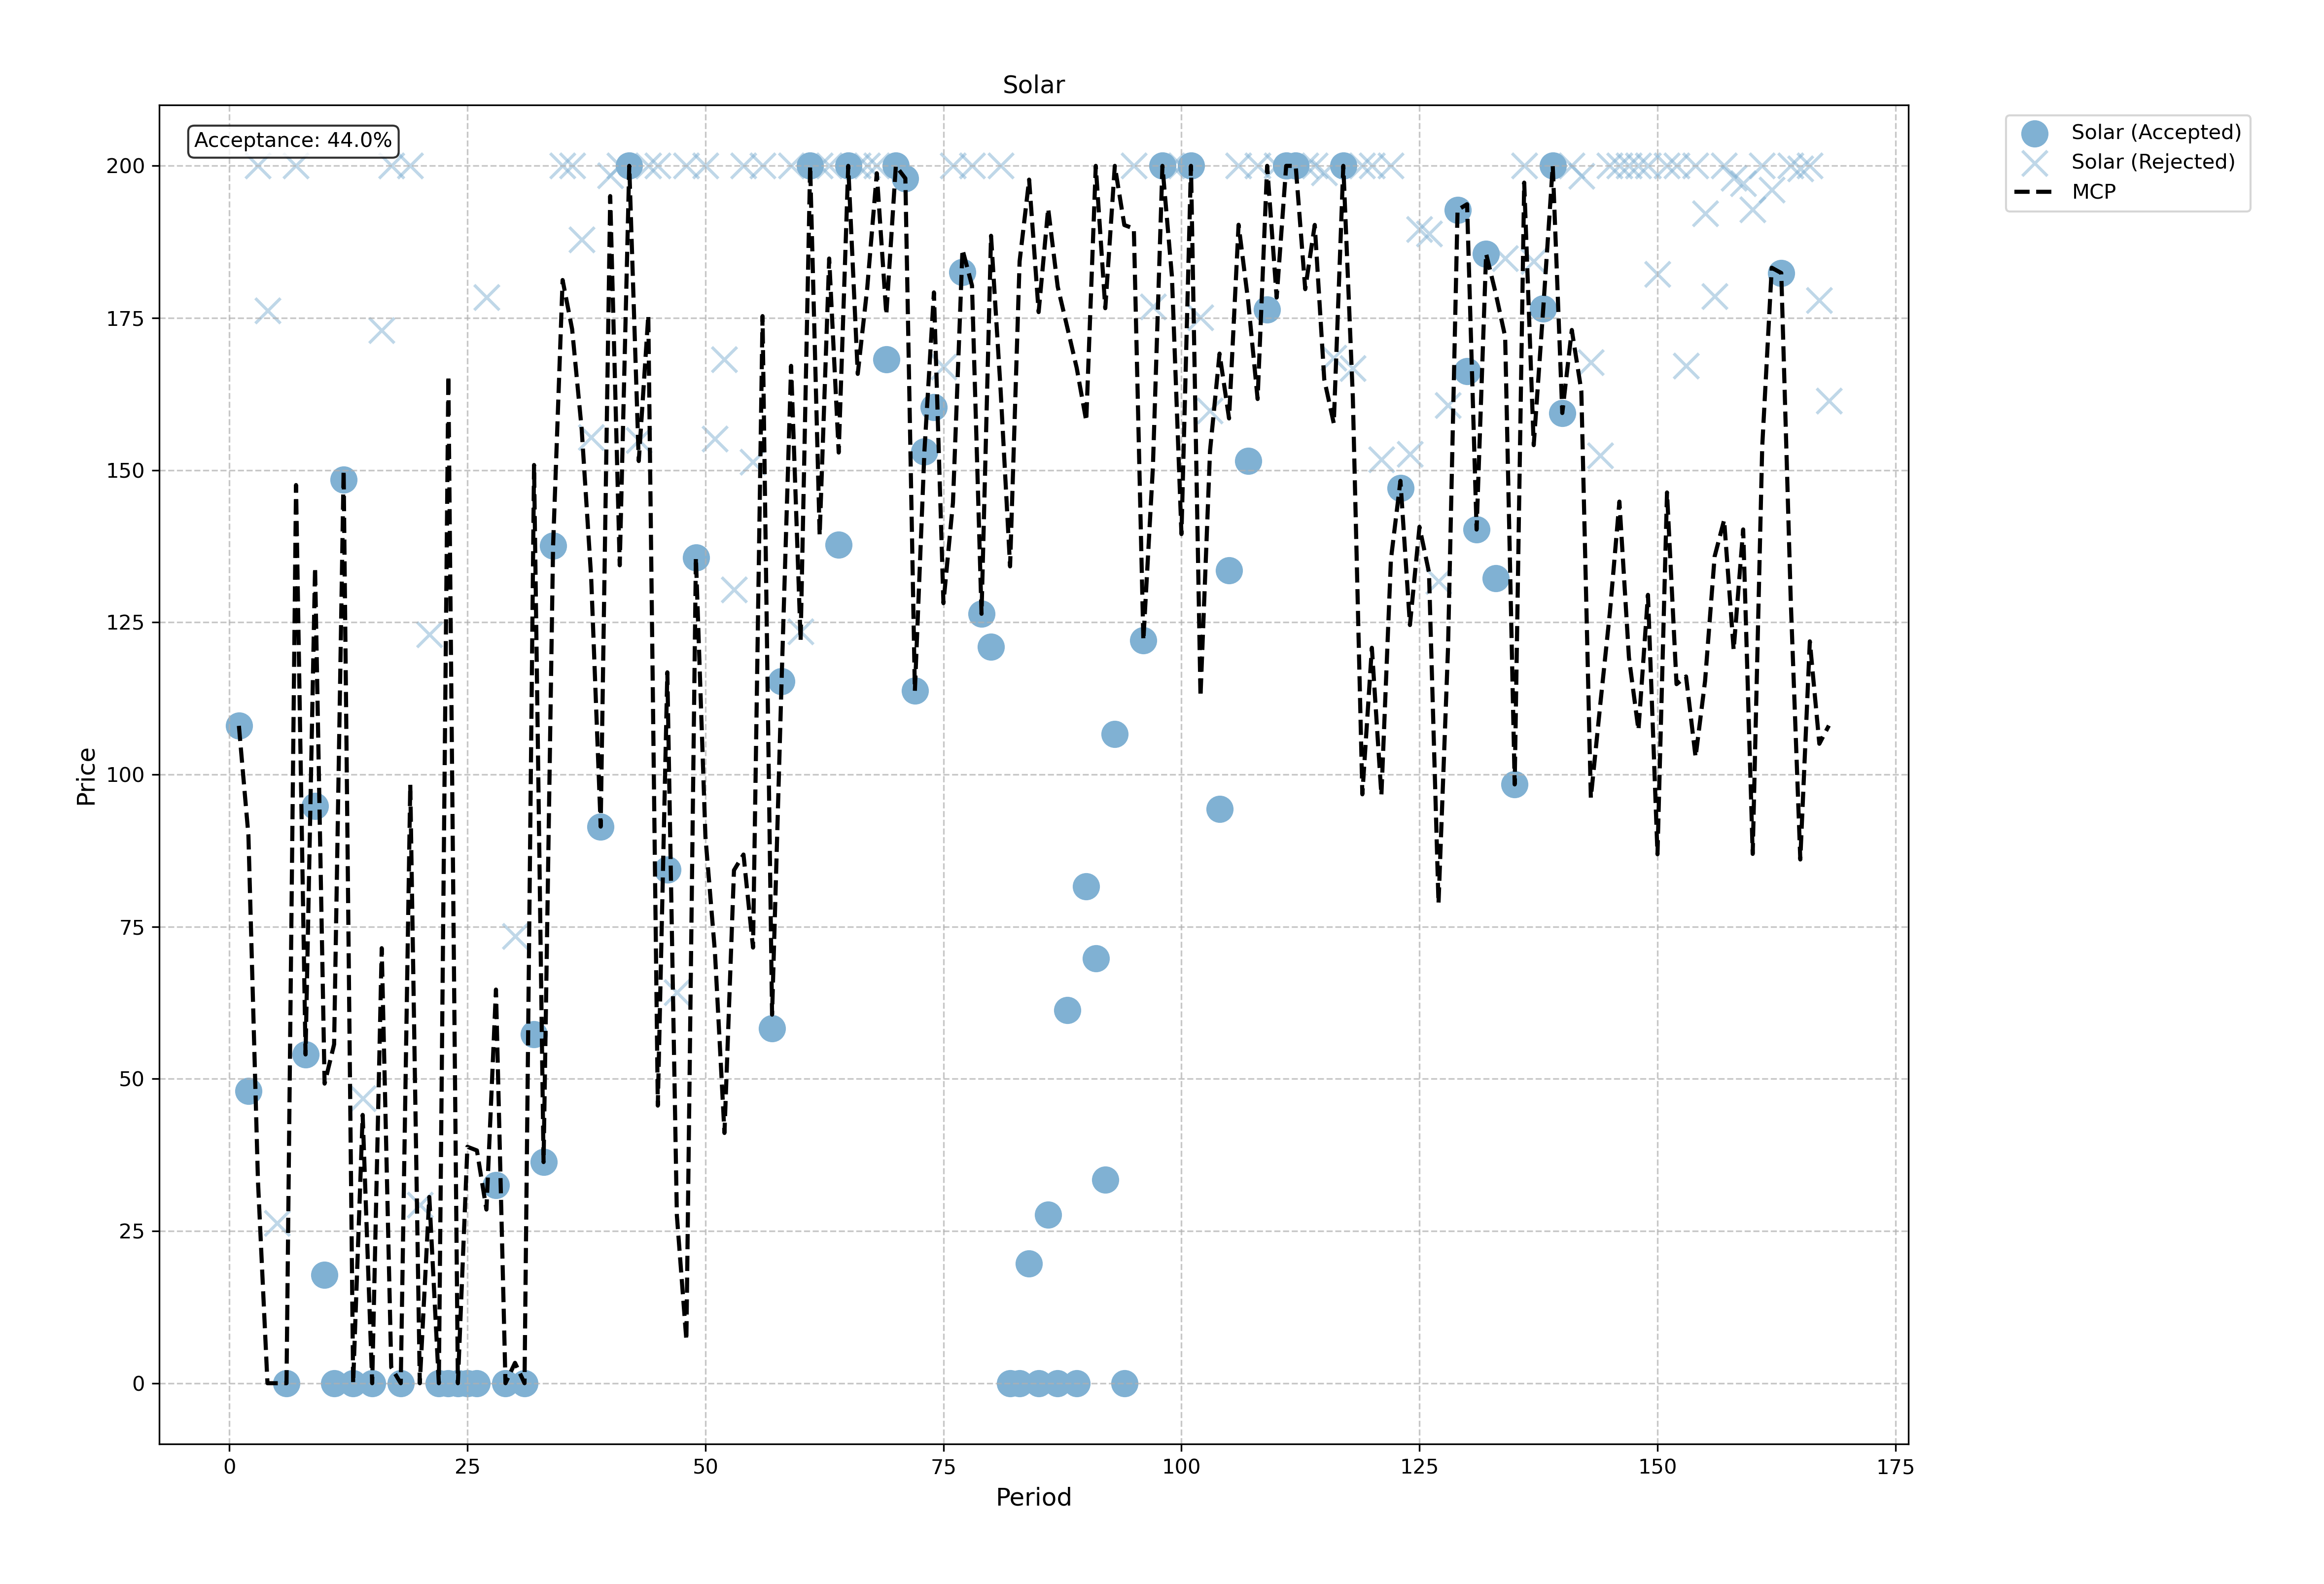 Solar
Acceptance: 44.0%
Solar (Accepted)
Solar (Rejected)
MCP
200
175
150
125
100
75
50
25
0
Price
0 25 50 75 100 125 150 175
Period